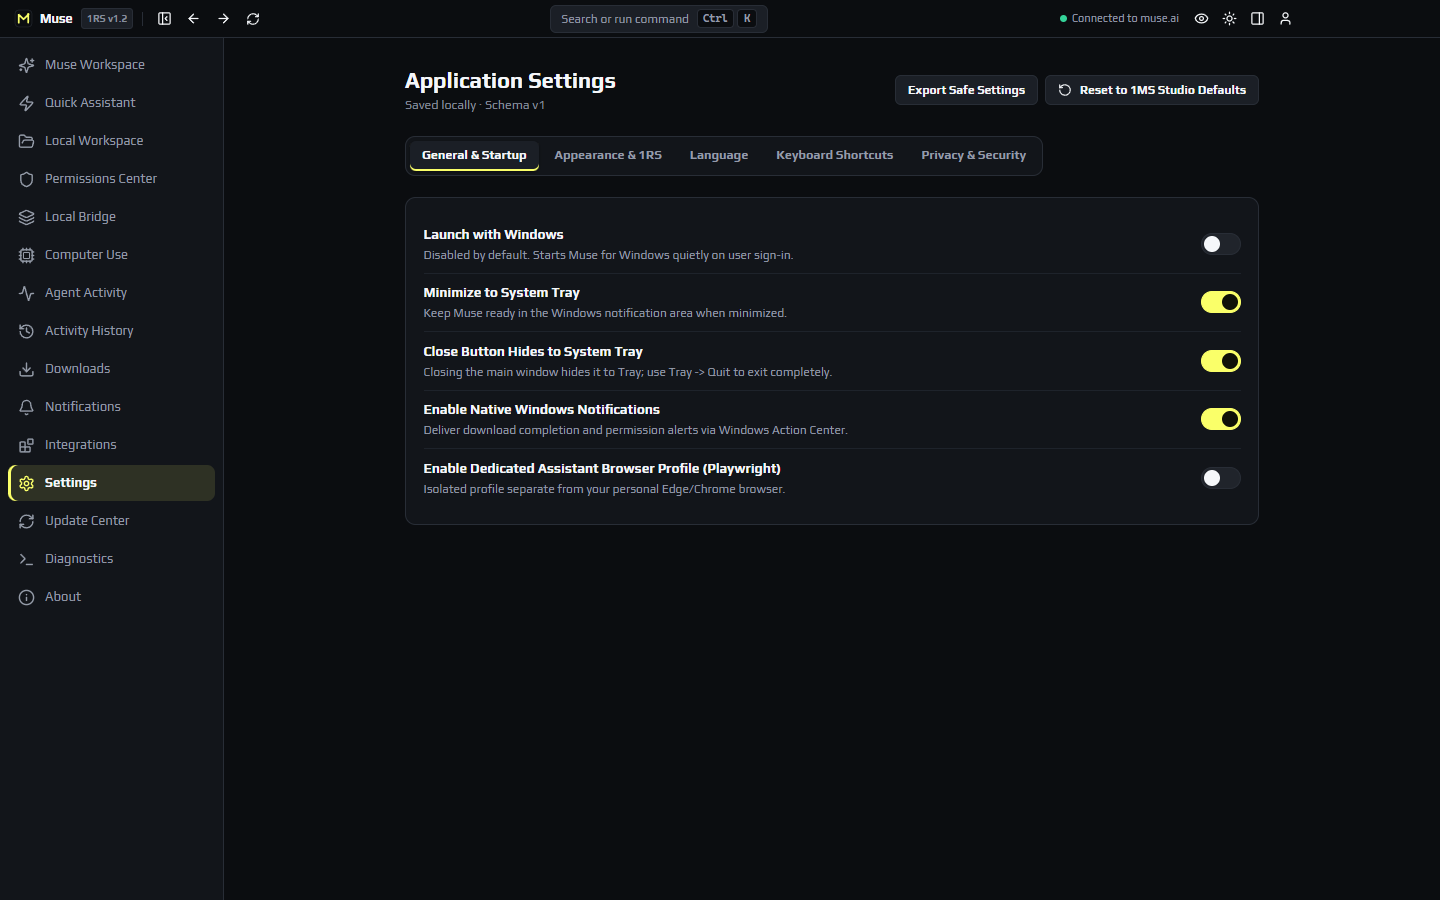 Muse 1RS v1.2
Search or run command Ctrl K
Connected to muse.ai
Muse Workspace
Quick Assistant
Local Workspace
Permissions Center
Local Bridge
Computer Use
Agent Activity
Activity History
Downloads
Notifications
Integrations
Settings
Update Center
Diagnostics
About
Application Settings
Saved locally · Schema v1
Export Safe Settings
Reset to 1MS Studio Defaults
General & Startup
Appearance & 1RS
Language
Keyboard Shortcuts
Privacy & Security
Launch with Windows
Disabled by default. Starts Muse for Windows quietly on user sign-in.
Minimize to System Tray
Keep Muse ready in the Windows notification area when minimized.
Close Button Hides to System Tray
Closing the main window hides it to Tray; use Tray -> Quit to exit completely.
Enable Native Windows Notifications
Deliver download completion and permission alerts via Windows Action Center.
Enable Dedicated Assistant Browser Profile (Playwright)
Isolated profile separate from your personal Edge/Chrome browser.